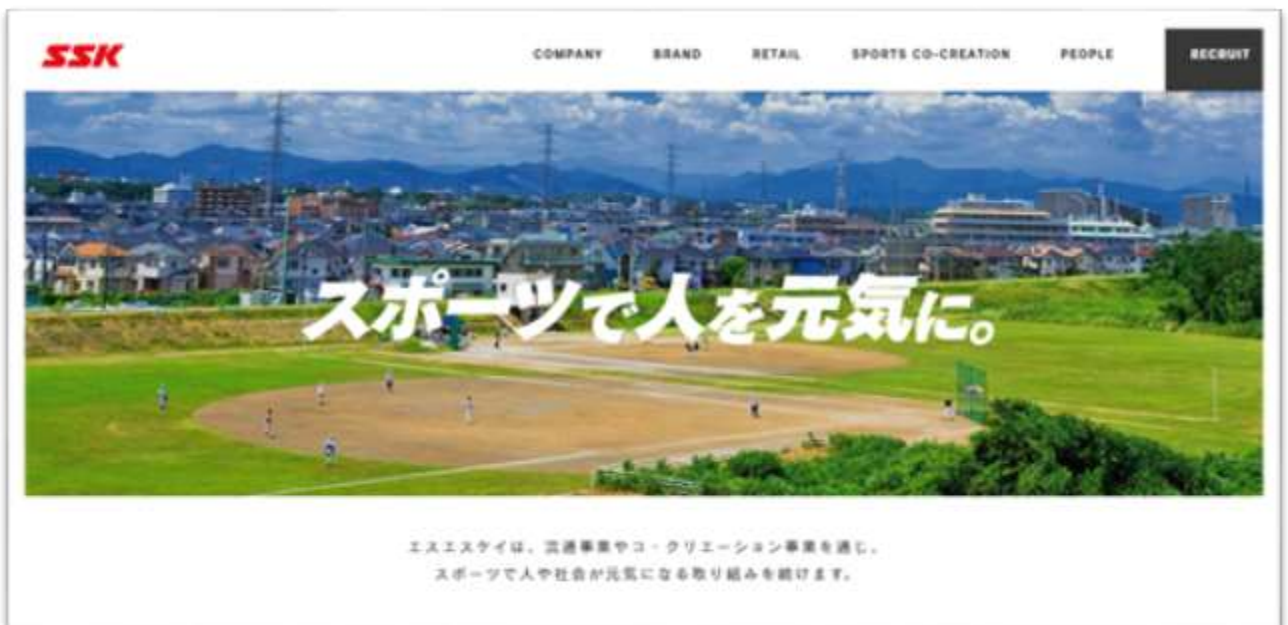 SSK
COMPANY BRAND RETAIL SPORTS CO-CREATION PEOPLE RECRUIT
スポーツで人を元気に。
エスエスケイは、流通事業やコ・クリエーション事業を通じ、
スポーツで人や社会が元気になる取り組みを続けます。